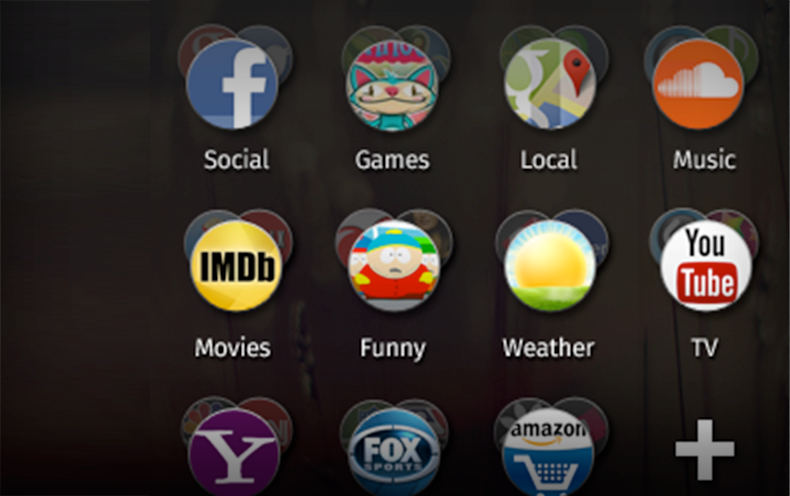 f
Social
Games
Local
Music
IMDb
Movies
Funny
Weather
You
Tube
TV
Y
FOX
SPORTS
amazon